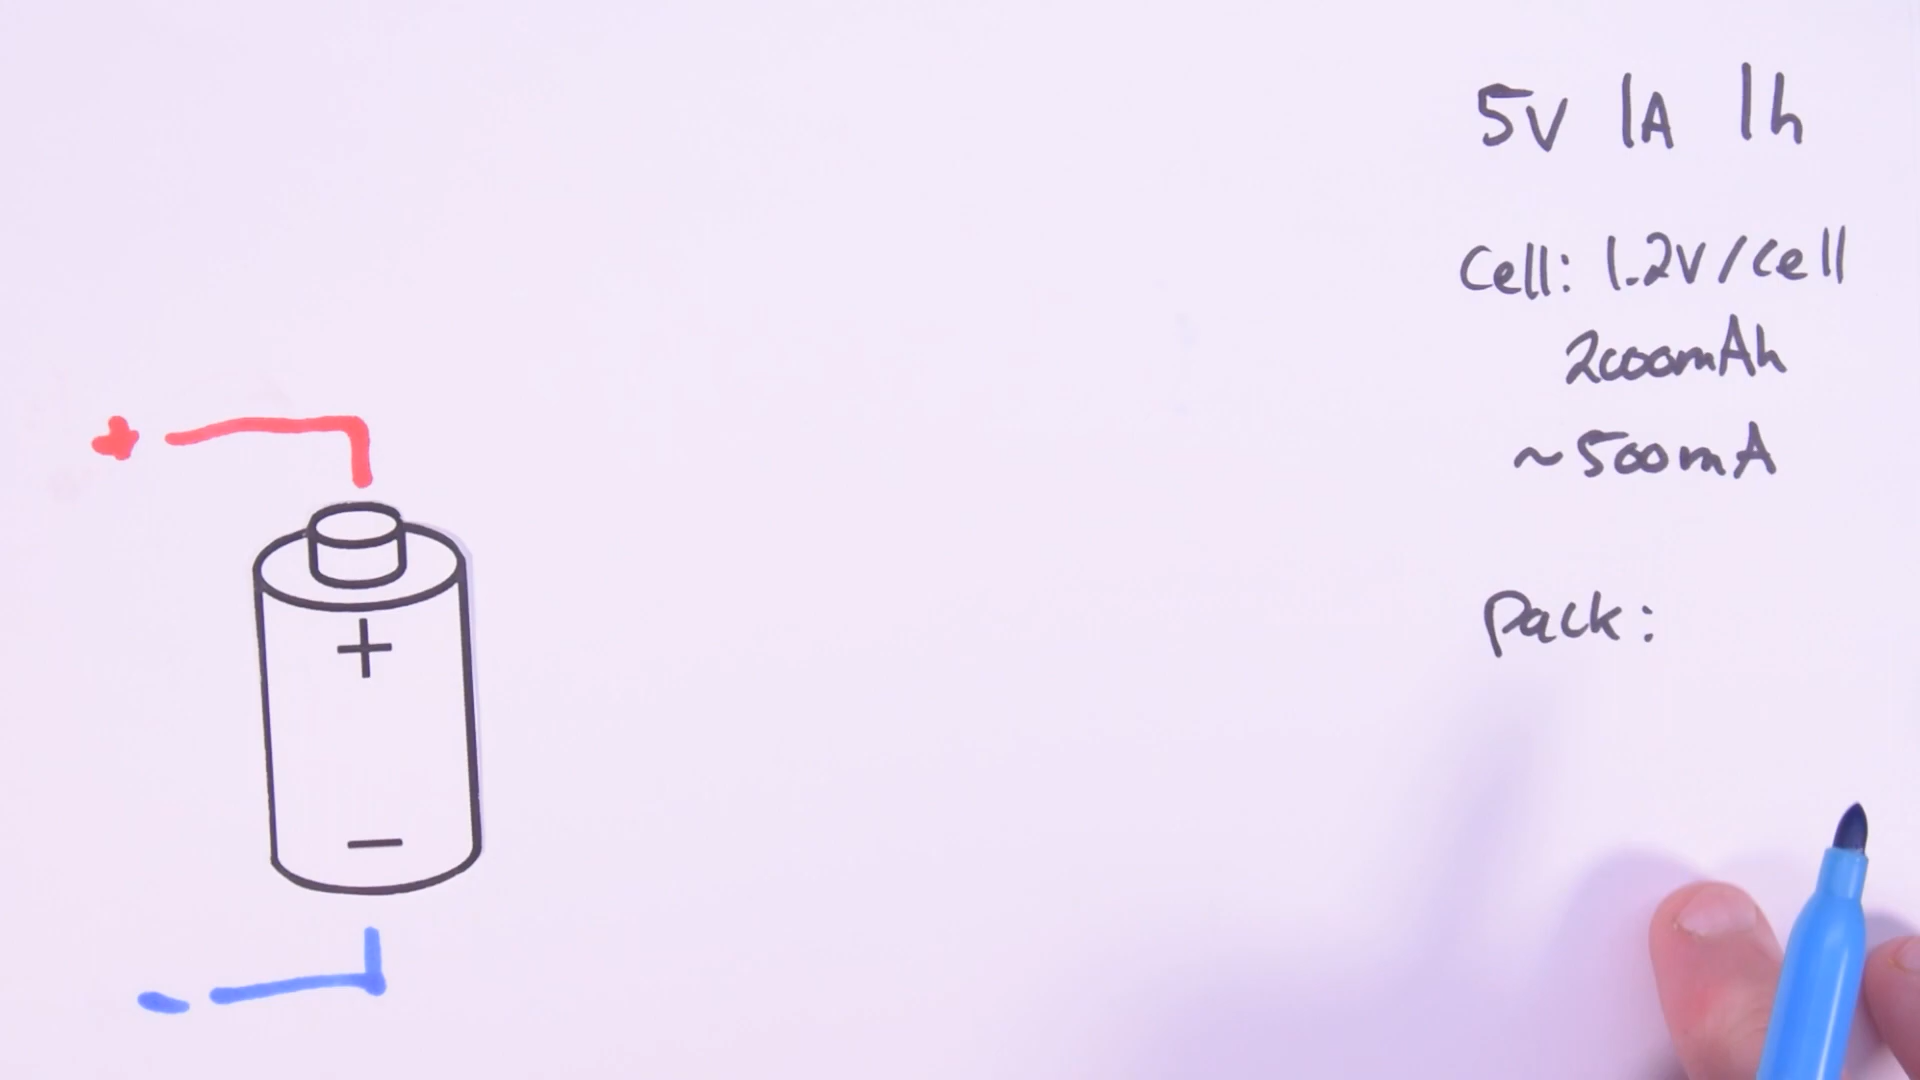 5V 1A 1h
Cell: 1.2V/Cell
2000mAh
~500mA
Pack:
+
+
-
-